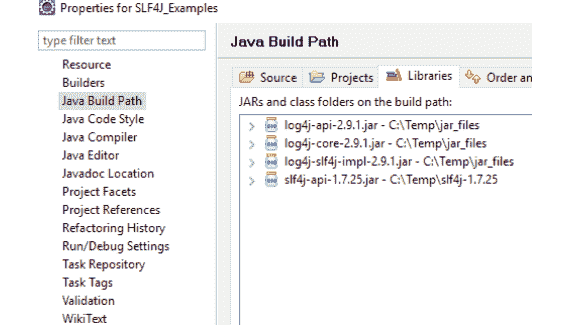 Properties for SLF4J_Examples
type filter text
Resource
Builders
Java Build Path
Java Code Style
Java Compiler
Java Editor
Javadoc Location
Project Facets
Project References
Refactoring History
Run/Debug Settings
Task Repository
Task Tags
Validation
WikiText
Java Build Path
Source Projects Libraries Order an
JARs and class folders on the build path:
log4j-api-2.9.1.jar - C:\Temp\jar_files
log4j-core-2.9.1.jar - C:\Temp\jar_files
log4j-slf4j-impl-2.9.1.jar - C:\Temp\jar_files
slf4j-api-1.7.25.jar - C:\Temp\slf4j-1.7.25